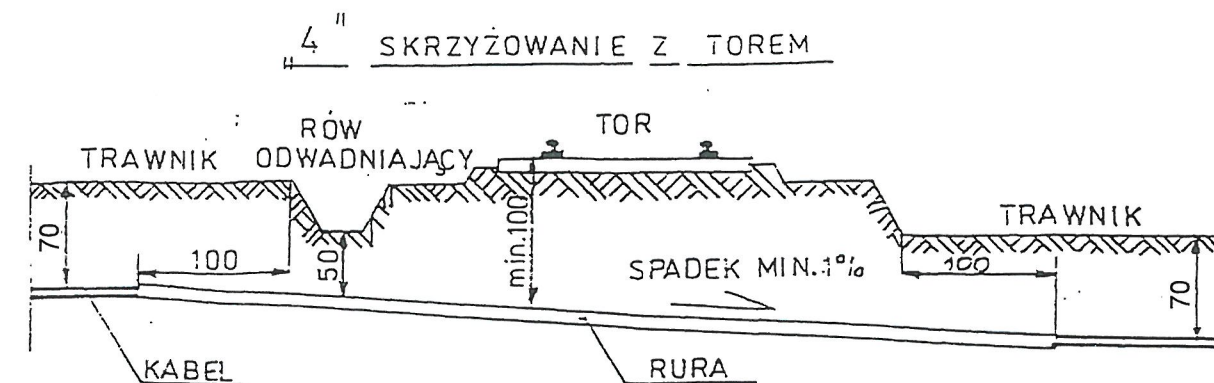 "4" SKRZYŻOWANIE Z TOREM
RÓW
ODWADNIAJĄCY
TOR
TRAWNIK
TRAWNIK
70
100
50
min.100
SPADEK MIN.1%
100
70
KABEL
RURA